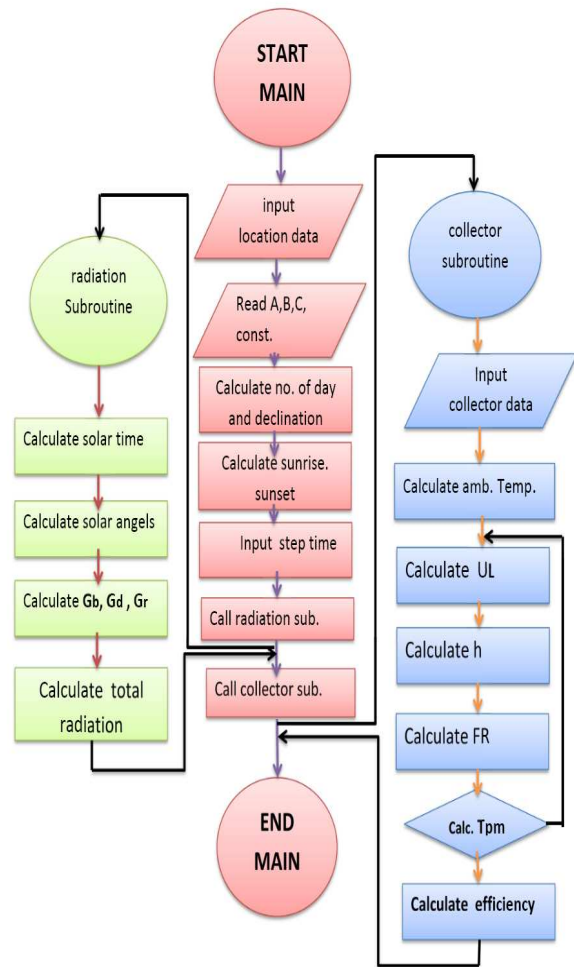 START
MAIN
input
location data
Read A,B,C,
const.
Calculate no. of day
and declination
Calculate sunrise.
sunset
Input step time
Call radiation sub.
Call collector sub.
END
MAIN
radiation
Subroutine
Calculate solar time
Calculate solar angels
Calculate Gb, Gd , Gr
Calculate total
radiation
collector
subroutine
Input
collector data
Calculate amb. Temp.
Calculate UL
Calculate h
Calculate FR
Calc. Tpm
Calculate efficiency